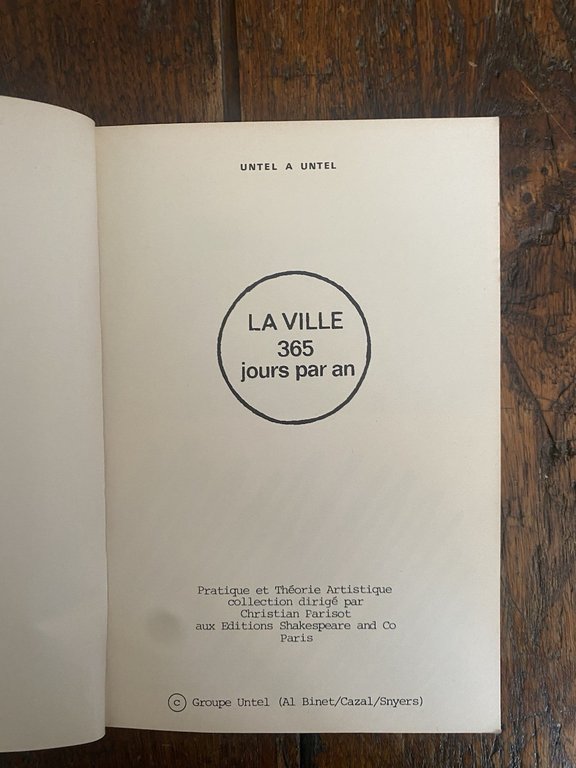 UNTEL A UNTEL
LA VILLE
365
jours par an
Pratique et Théorie Artistique
collection dirigé par
Christian Parisot
aux Editions Shakespeare and Co
Paris
© Groupe Untel (Al Binet/Cazal/Snyers)